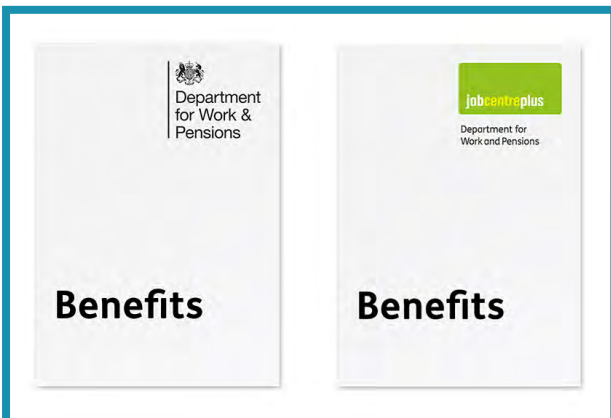 Department
for Work &
Pensions
Benefits
jobcentreplus
Department for
Work and Pensions
Benefits